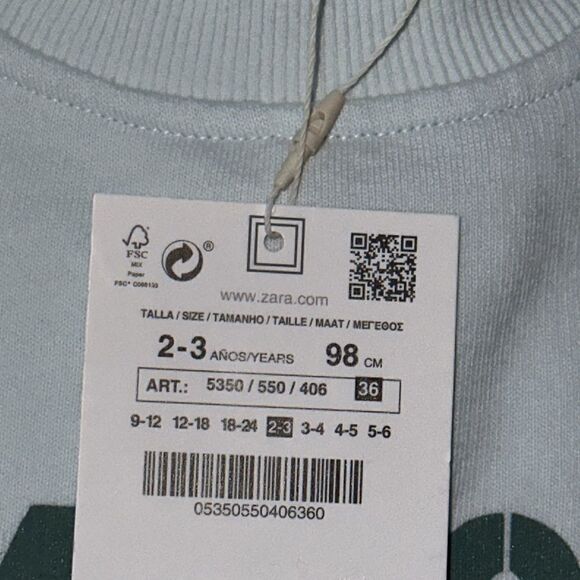 FSC
MIX
Paper
FSC® C066133
®
www.zara.com
TALLA / SIZE / TAMANHO / TAILLE / MAAT / ΜΕΓΕΘΟΣ
2-3 AÑOS/YEARS 98 CM
ART.: 5350 / 550 / 406 36
9-12 12-18 18-24 2-3 3-4 4-5 5-6
05350550406360